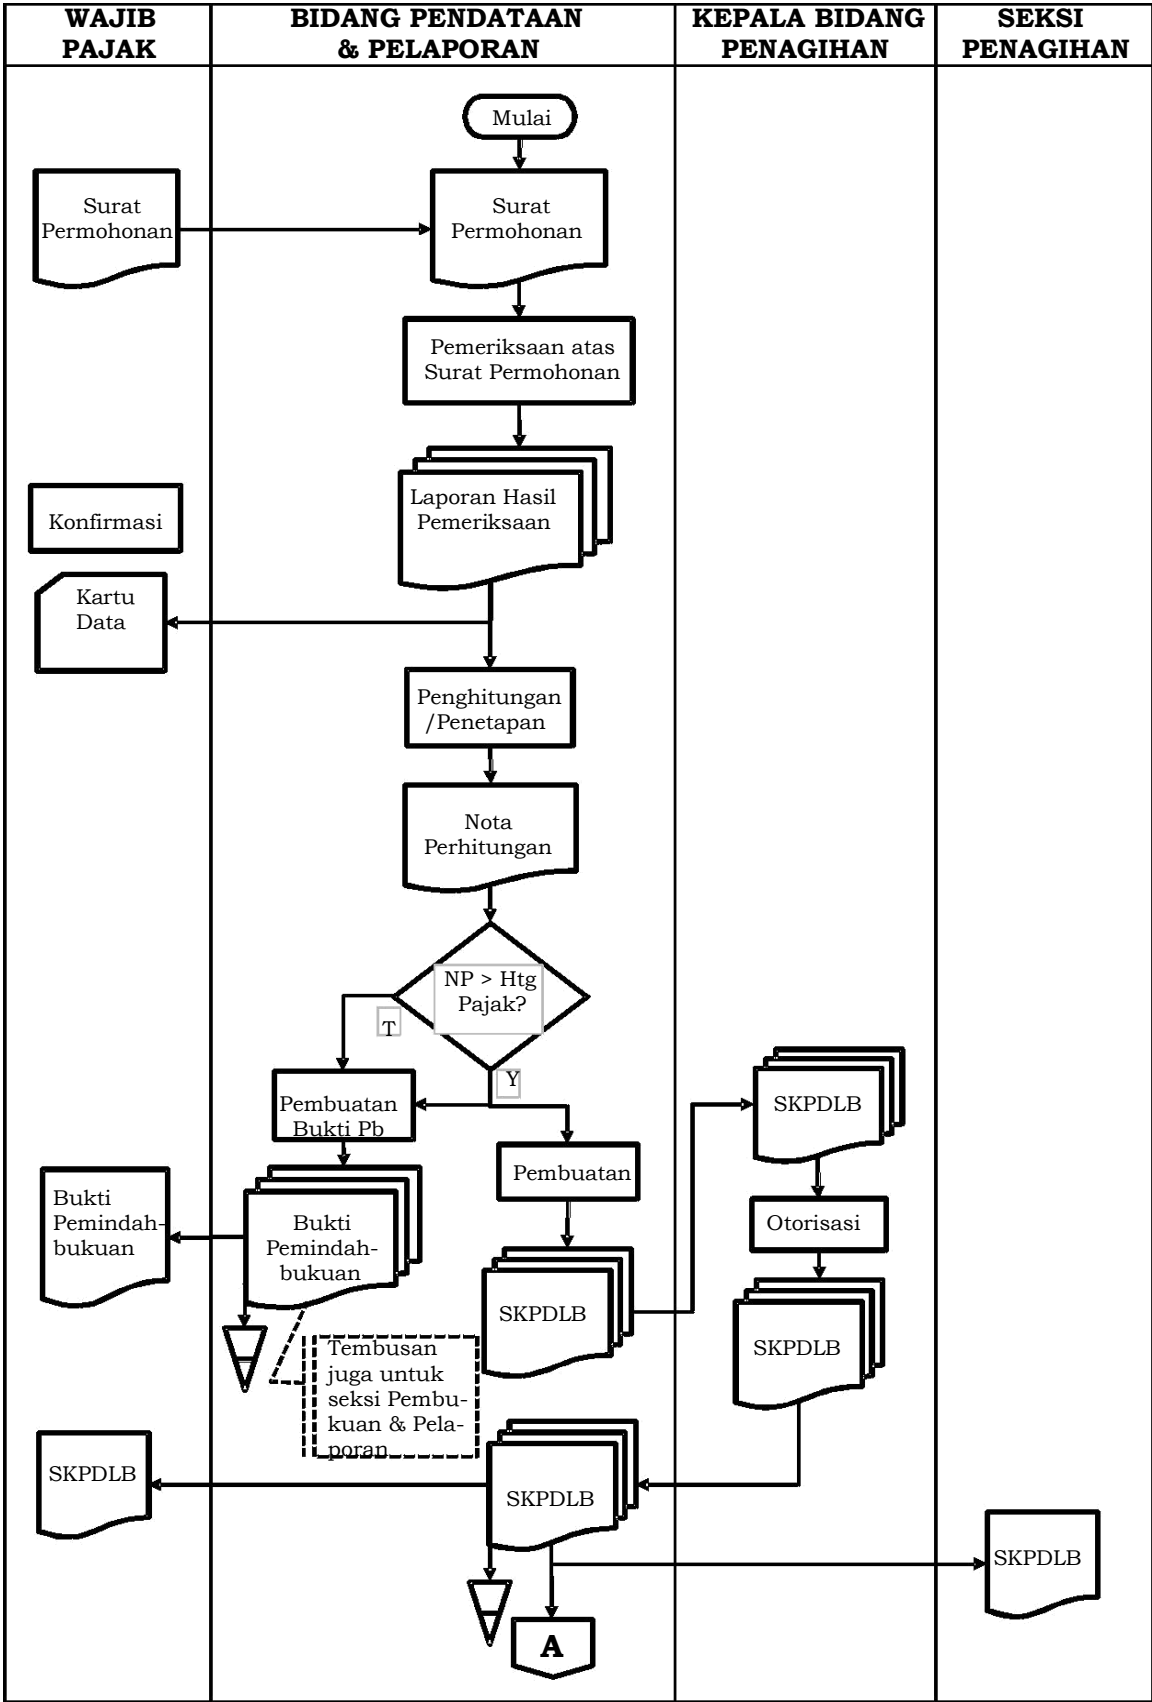 WAJIB
PAJAK
BIDANG PENDATAAN
& PELAPORAN
KEPALA BIDANG
PENAGIHAN
SEKSI
PENAGIHAN
Mulai
Surat
Permohonan
Surat
Permohonan
Pemeriksaan atas
Surat Permohonan
Laporan Hasil
Pemeriksaan
Konfirmasi
Kartu
Data
Penghitungan
/Penetapan
Nota
Perhitungan
NP > Htg
Pajak?
T
Y
Pembuatan
Bukti Pb
SKPDLB
Pembuatan
Bukti
Pemindah-
bukuan
Bukti
Pemindah-
bukuan
Otorisasi
SKPDLB
SKPDLB
Tembusan
juga untuk
seksi Pembu-
kuan & Pela-
poran
SKPDLB
SKPDLB
SKPDLB
A